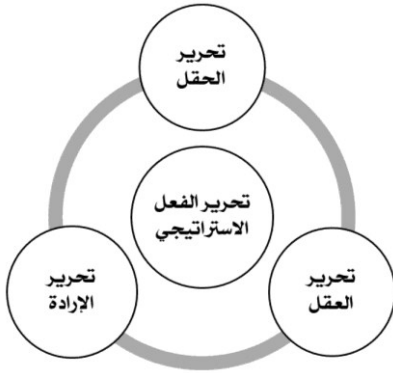 تحرير
الحقل
تحرير الفعل
الاستراتيجي
تحرير
العقل
تحرير
الإرادة